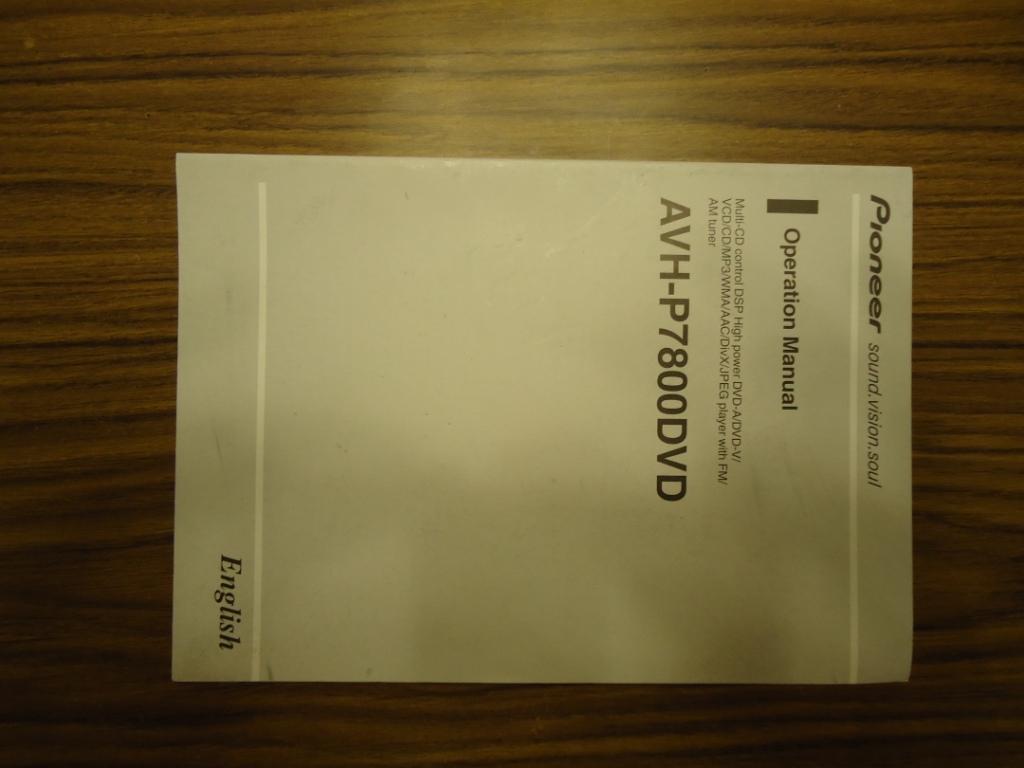 Pioneer sound.vision.soul
Operation Manual
Multi-CD control DSP High power DVD-A/DVD-V/
VCD/CD/MP3/WMA/AAC/DivX/JPEG player with FM/
AM tuner
AVH-P7800DVD
English